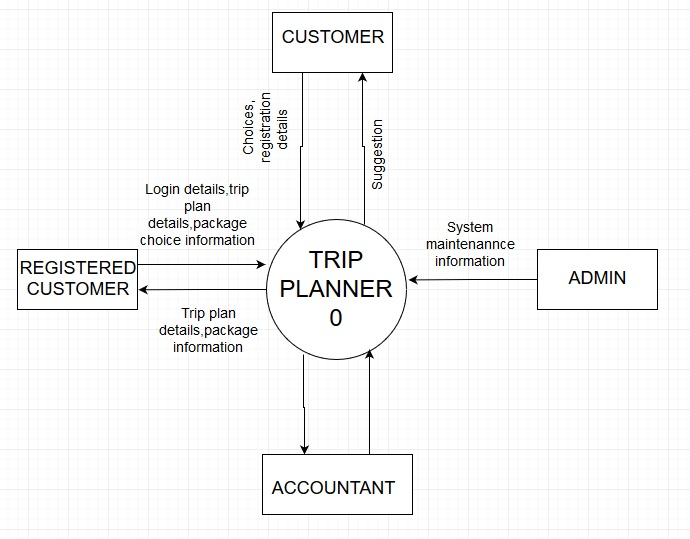 CUSTOMER
Choices,
registration
details
Suggestion
Login details,trip
plan
details,package
choice information
System
maintenannce
information
REGISTERED
CUSTOMER
TRIP
PLANNER
0
ADMIN
Trip plan
details,package
information
ACCOUNTANT